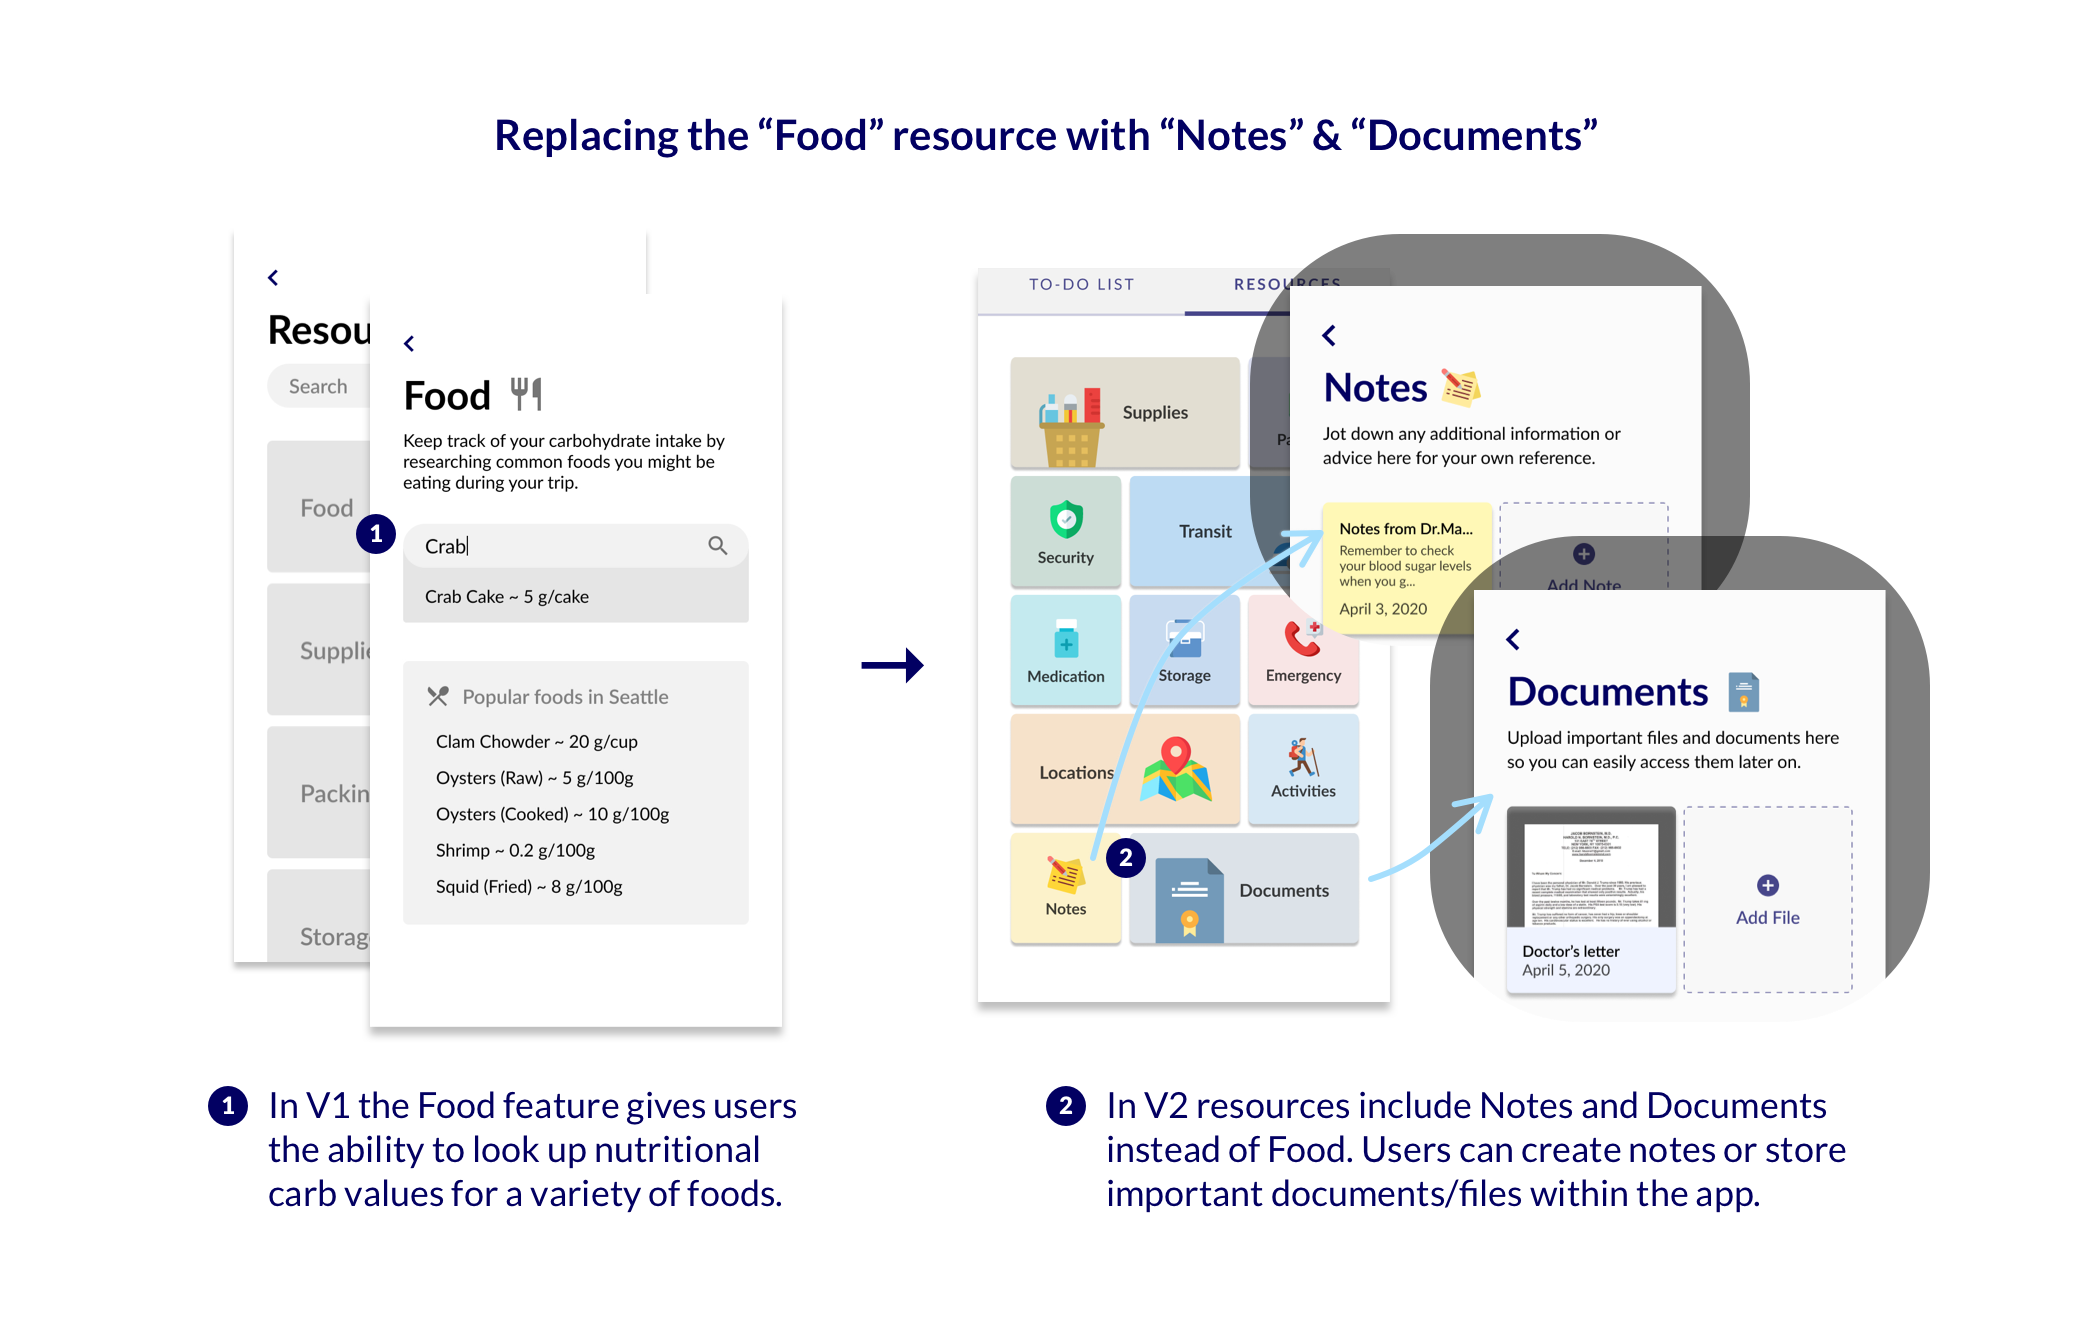 Replacing the “Food” resource with “Notes” & “Documents”
Resou
Search
Food
Supplie
Packin
Storag
Food
Keep track of your carbohydrate intake by
researching common foods you might be
eating during your trip.
1
Crab
Crab Cake ~ 5 g/cake
Popular foods in Seattle
Clam Chowder ~ 20 g/cup
Oysters (Raw) ~ 5 g/100g
Oysters (Cooked) ~ 10 g/100g
Shrimp ~ 0.2 g/100g
Squid (Fried) ~ 8 g/100g
TO-DO LIST
RESOURCES
Supplies
Pa
Security
Transit
Medication
Storage
Emergency
Locations
Activities
2
Notes
Documents
Notes
Jot down any additional information or
advice here for your own reference.
Notes from Dr.Ma...
Remember to check
your blood sugar levels
when you g...
April 3, 2020
Add Note
Documents
Upload important files and documents here
so you can easily access them later on.
Doctor’s letter
April 5, 2020
Add File
1
In V1 the Food feature gives users
the ability to look up nutritional
carb values for a variety of foods.
2
In V2 resources include Notes and Documents
instead of Food. Users can create notes or store
important documents/files within the app.